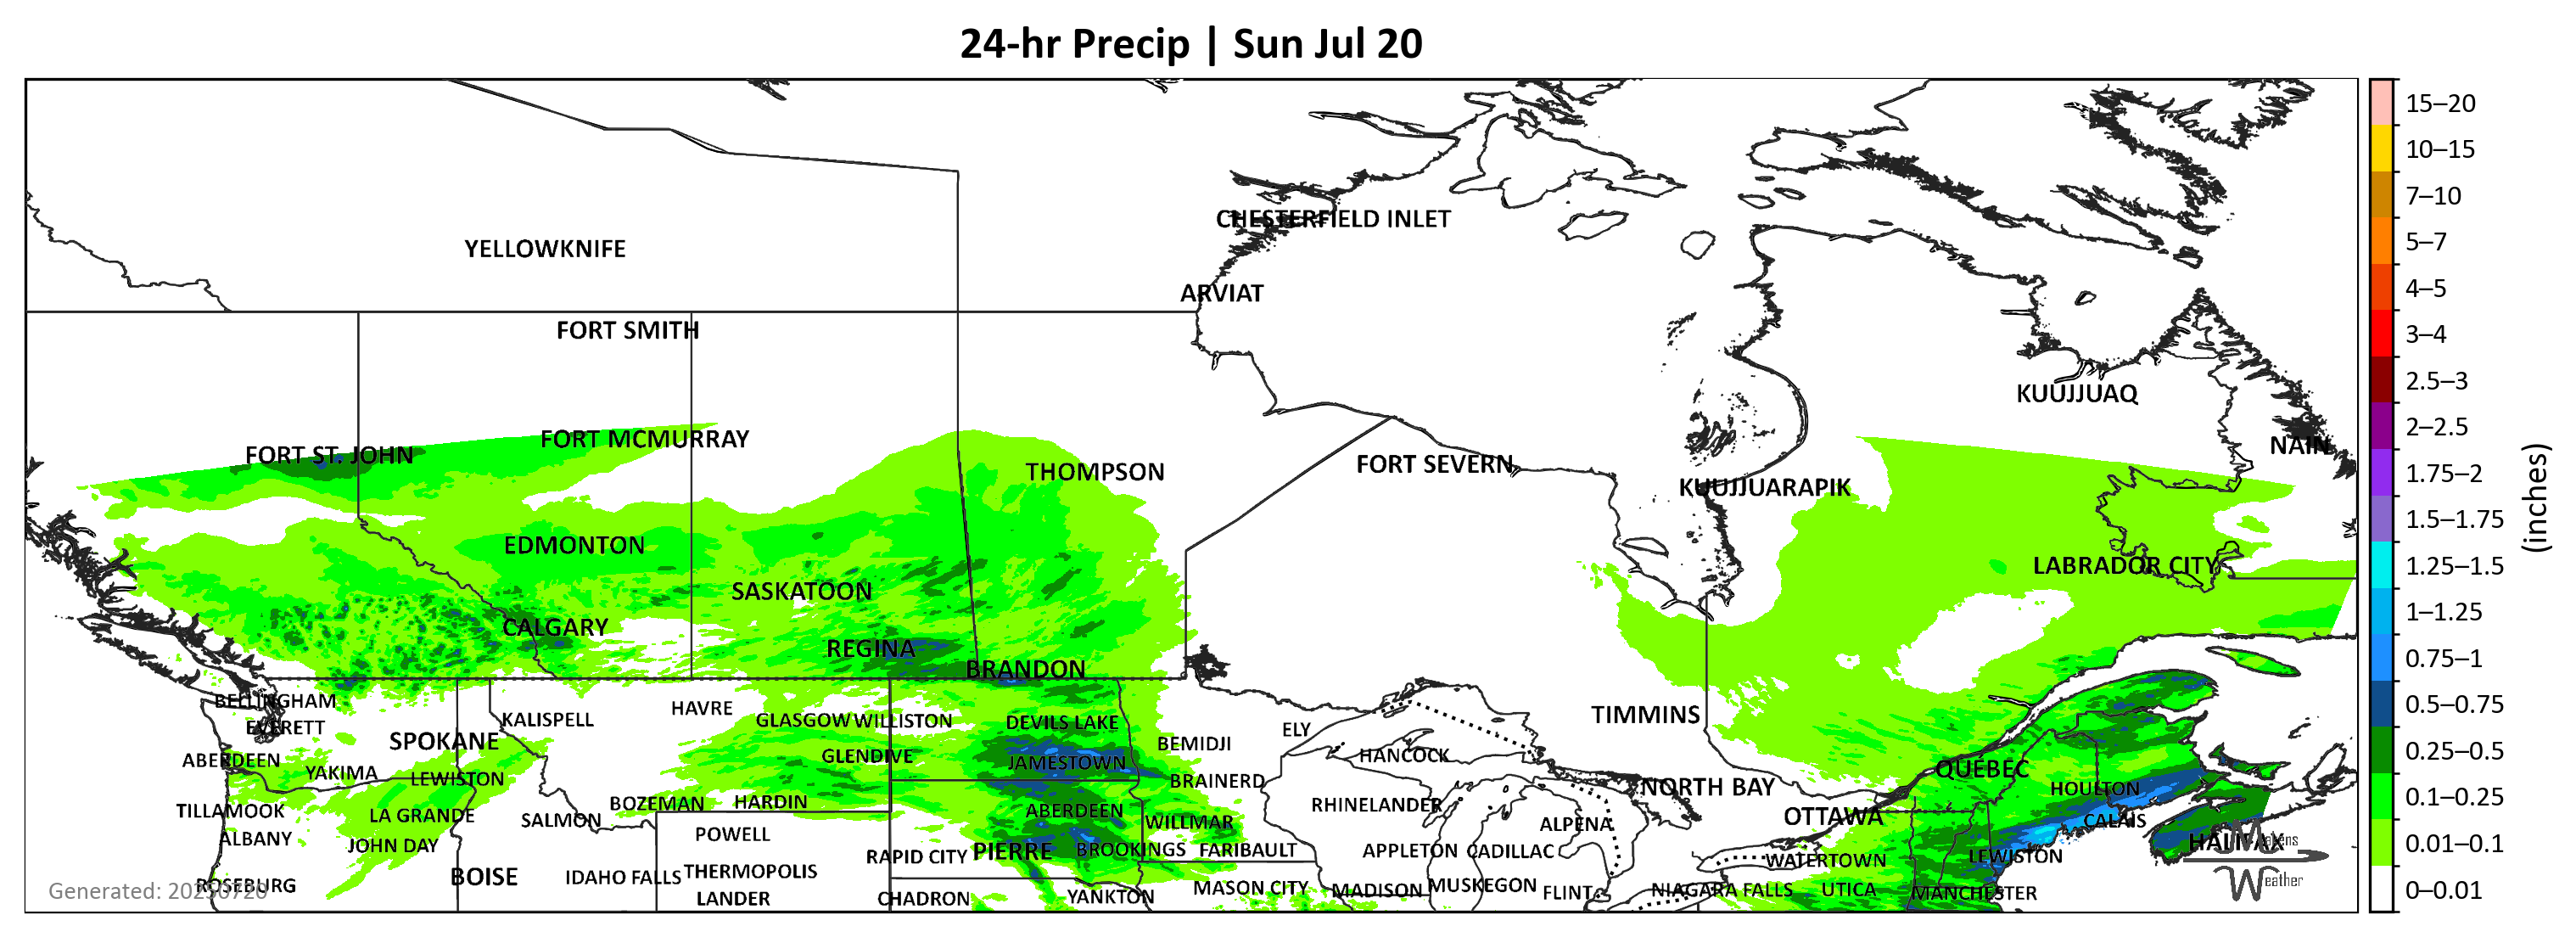 24-hr Precip | Sun Jul 20
15–20
10–15
7–10
5–7
4–5
3–4
2.5–3
2–2.5
1.75–2
1.5–1.75
1.25–1.5
1–1.25
0.75–1
0.5–0.75
0.25–0.5
0.1–0.25
0.01–0.1
0–0.01
(inches)
CHESTERFIELD INLET
YELLOWKNIFE
ARVIAT
FORT SMITH
KUUJJUAQ
FORT MCMURRAY
NAIN
FORT ST. JOHN
FORT SEVERN
THOMPSON
KUUJJUARAPIK
EDMONTON
LABRADOR CITY
SASKATOON
CALGARY
REGINA
BRANDON
BELLINGHAM
HAVRE
KALISPELL
GLASGOW WILLISTON
DEVILS LAKE
TIMMINS
EVERETT
ELY
SPOKANE
BEMIDJI
GLENDIVE
HANCOCK
ABERDEEN
JAMESTOWN
QUEBEC
YAKIMA
LEWISTON
BRAINERD
NORTH BAY
HOULTON
BOZEMAN
HARDIN
RHINELANDER
TILLAMOOK
LA GRANDE
ABERDEEN
OTTAWA
SALMON
WILLMAR
ALPENA
CALAIS
POWELL
ALBANY
JOHN DAY
HALIFAX
RAPID CITY
PIERRE
BROOKINGS
FARIBAULT
APPLETON
CADILLAC
WATERTOWN
LEWISTON
THERMOPOLIS
BOISE
IDAHO FALLS
ROSEBURG
MASON CITY
MADISON
MUSKEGON
FLINT
NIAGARA FALLS
UTICA
MANCHESTER
LANDER
CHADRON
YANKTON
Generated: 20250720
Weather